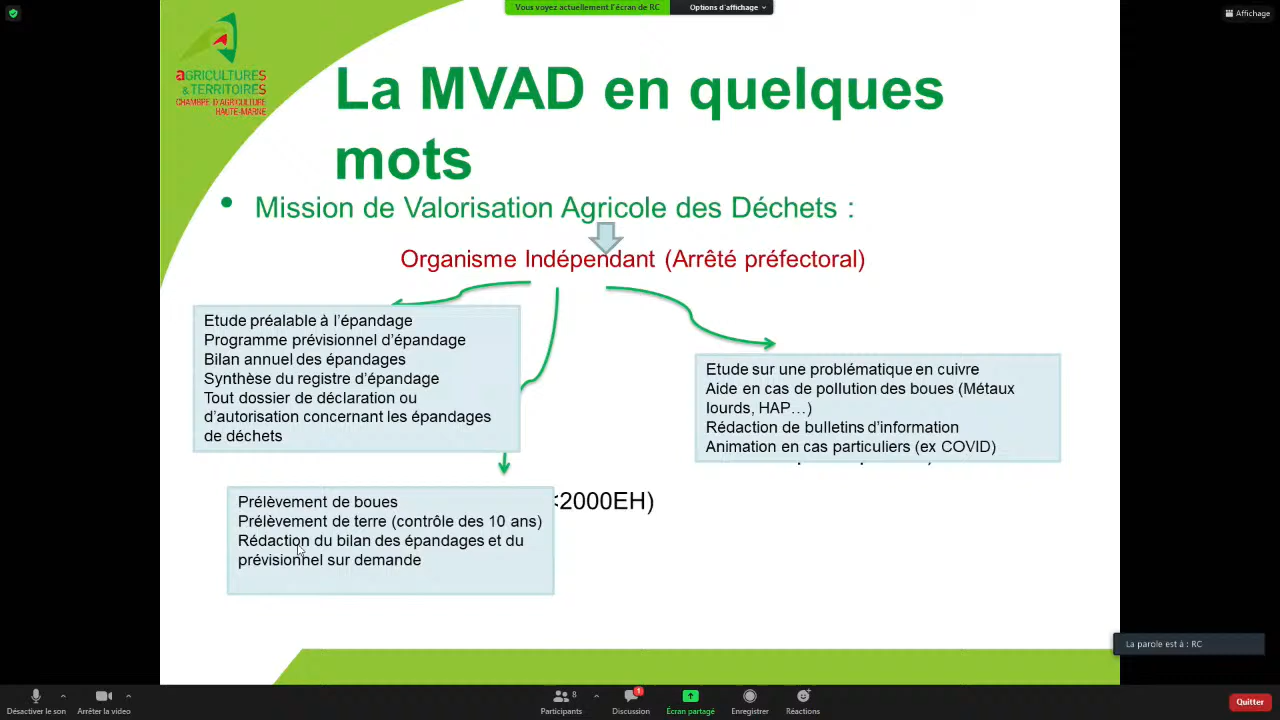 Vous voyez actuellement l'écran de RC
Options d'affichage
Affichage
AGRICULTURES
& TERRITOIRES
CHAMBRE D'AGRICULTURE
HAUTE-MARNE
La MVAD en quelques
mots
• Mission de Valorisation Agricole des Déchets :
Organisme Indépendant (Arrêté préfectoral)
Etude préalable à l'épandage
Programme prévisionnel d'épandage
Bilan annuel des épandages
Synthèse du registre d'épandage
Tout dossier de déclaration ou
d'autorisation concernant les épandages
de déchets
Etude sur une problématique en cuivre
Aide en cas de pollution des boues (Métaux
lourds, HAP…)
Rédaction de bulletins d'information
Animation en cas particuliers (ex COVID)
<2000EH)
Prélèvement de boues
Prélèvement de terre (contrôle des 10 ans)
Rédaction du bilan des épandages et du
prévisionnel sur demande
La parole est à : RC
Désactiver le son
Arrêter la vidéo
Participants
8
Discussion
1
Écran partagé
Enregistrer
Réactions
Quitter